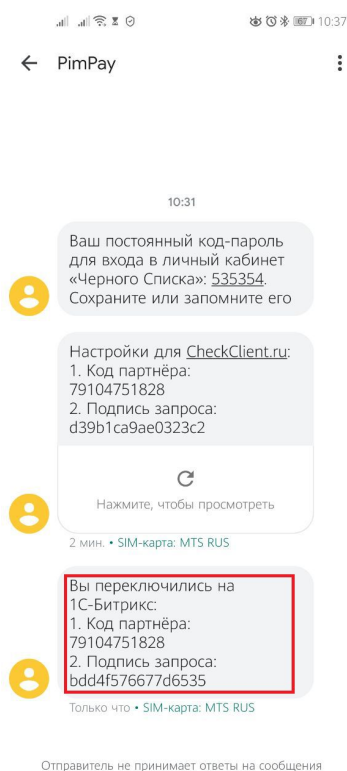 67 10:37
PimPay
10:31
Ваш постоянный код-пароль
для входа в личный кабинет
«Черного Списка»: 535354.
Сохраните или запомните его
Настройки для CheckClient.ru:
1. Код партнёра:
79104751828
2. Подпись запроса:
d39b1ca9ae0323c2
Нажмите, чтобы просмотреть
2 мин. • SIM-карта: MTS RUS
Вы переключились на
1С-Битрикс:
1. Код партнёра:
79104751828
2. Подпись запроса:
bdd4f576677d6535
Только что • SIM-карта: MTS RUS
Отправитель не принимает ответы на сообщения